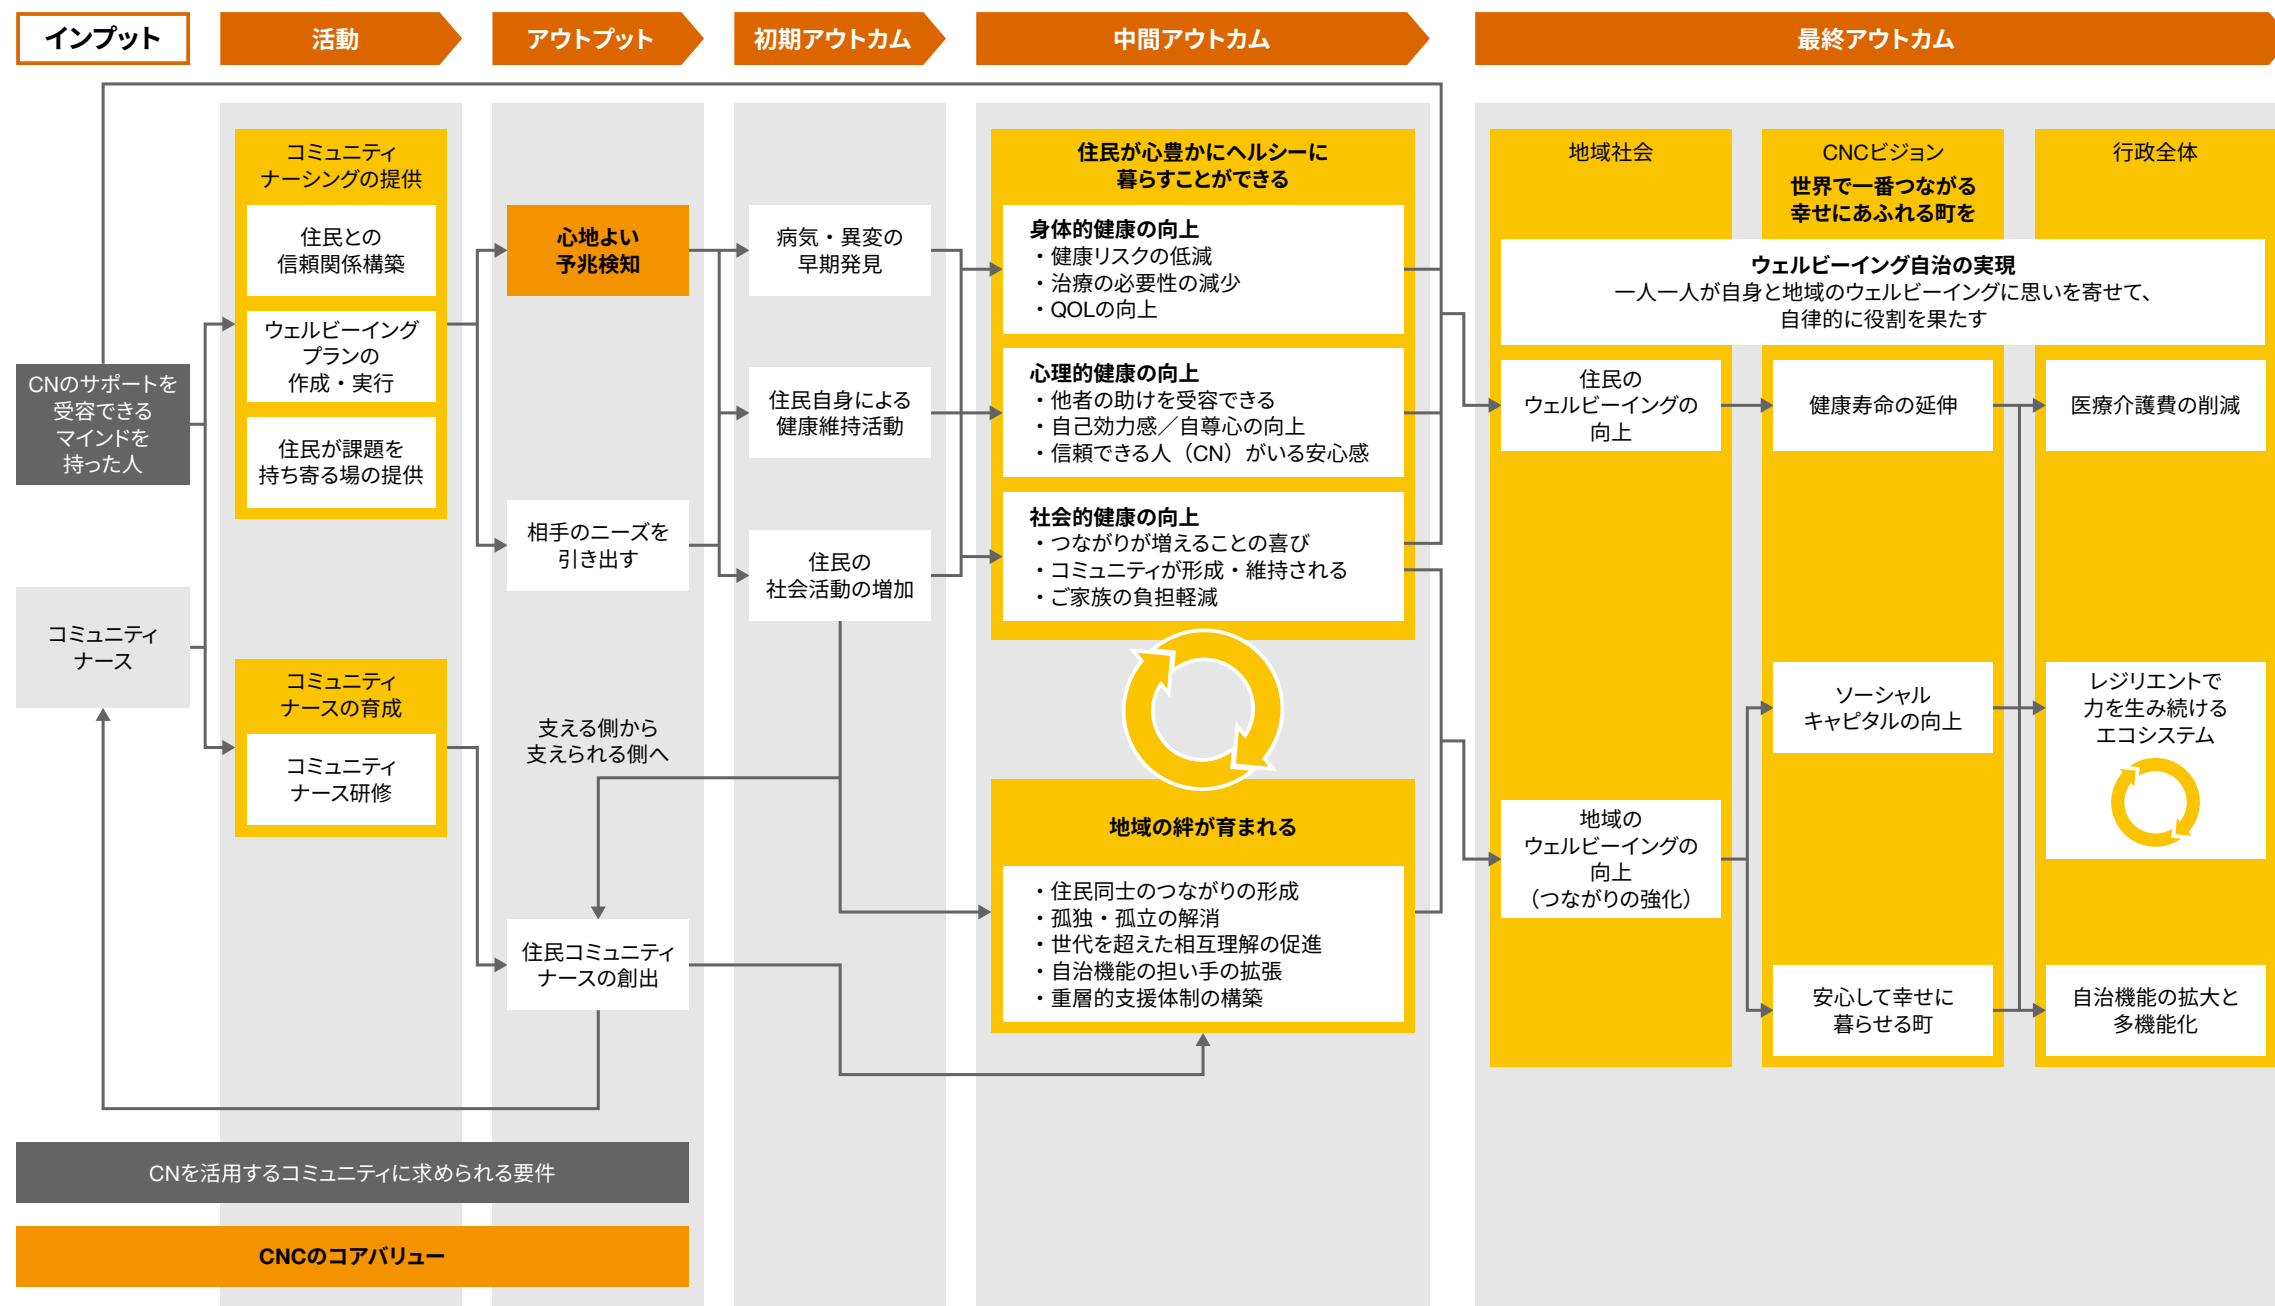 インプット
活動
アウトプット
初期アウトカム
中間アウトカム
最終アウトカム
CNのサポートを
受容できる
マインドを
持った人
コミュニティ
ナース
コミュニティ
ナーシングの提供
住民との
信頼関係構築
ウェルビーイング
プランの
作成・実行
住民が課題を
持ち寄る場の提供
コミュニティ
ナースの育成
コミュニティ
ナース研修
心地よい
予兆検知
相手のニーズを
引き出す
支える側から
支えられる側へ
住民コミュニティ
ナースの創出
病気・異変の
早期発見
住民自身による
健康維持活動
住民の
社会活動の増加
住民が心豊かにヘルシーに
暮らすことができる
身体的健康の向上
・健康リスクの低減
・治療の必要性の減少
・QOLの向上
心理的健康の向上
・他者の助けを受容できる
・自己効力感／自尊心の向上
・信頼できる人（CN）がいる安心感
社会的健康の向上
・つながりが増えることの喜び
・コミュニティが形成・維持される
・ご家族の負担軽減
地域の絆が育まれる
・住民同士のつながりの形成
・孤独・孤立の解消
・世代を超えた相互理解の促進
・自治機能の担い手の拡張
・重層的支援体制の構築
地域社会
CNCビジョン
世界で一番つながる
幸せにあふれる町を
行政全体
ウェルビーイング自治の実現
一人一人が自身と地域のウェルビーイングに思いを寄せて、
自律的に役割を果たす
住民の
ウェルビーイングの
向上
健康寿命の延伸
医療介護費の削減
地域の
ウェルビーイングの
向上
（つながりの強化）
ソーシャル
キャピタルの向上
レジリエントで
力を生み続ける
エコシステム
安心して幸せに
暮らせる町
自治機能の拡大と
多機能化
CNを活用するコミュニティに求められる要件
CNCのコアバリュー